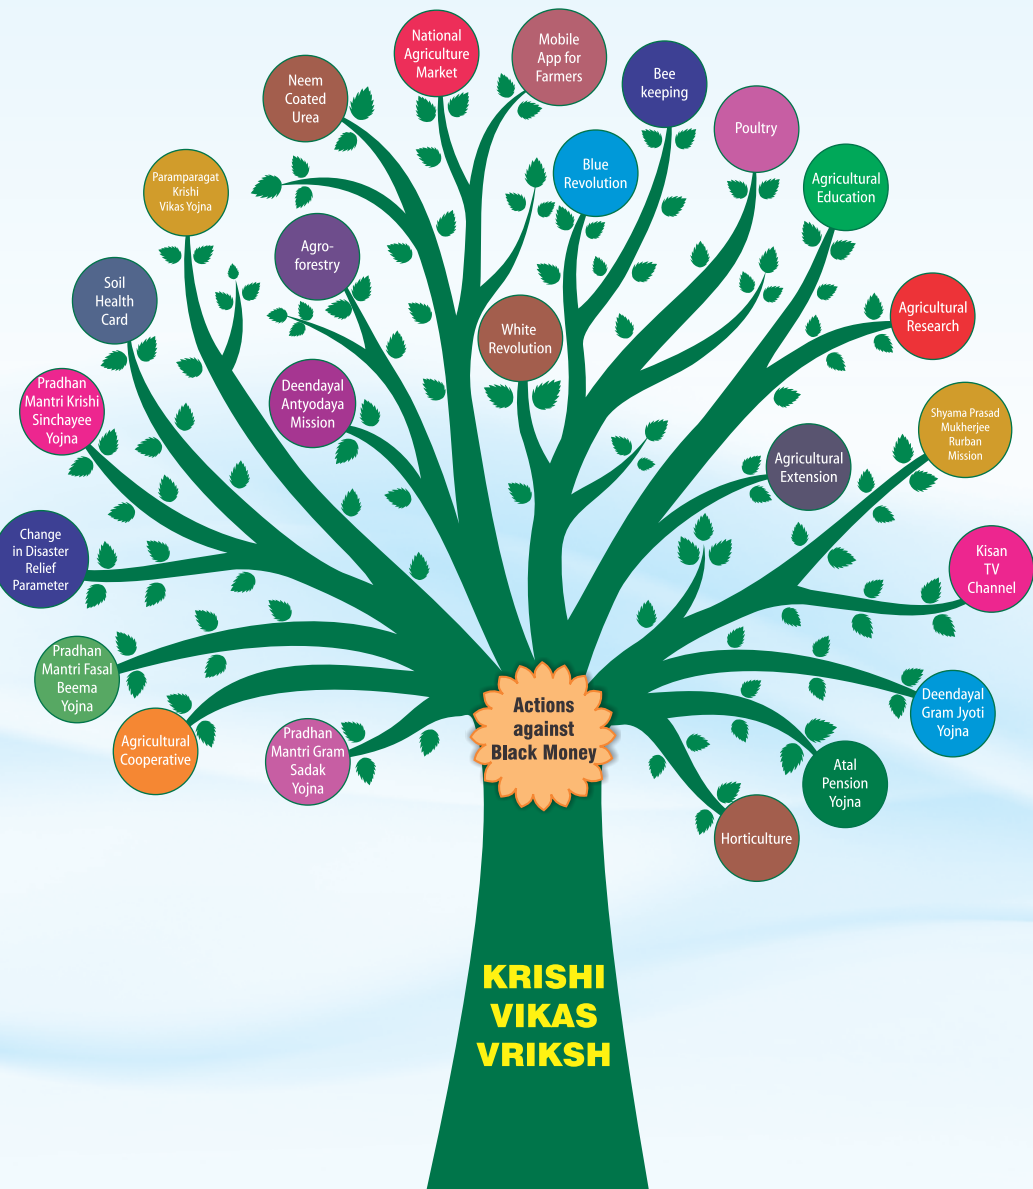 National
Agriculture
Market
Mobile
App for
Farmers
Bee
keeping
Neem
Coated
Urea
Poultry
Blue
Revolution
Paramparagat
Krishi
Vikas Yojna
Agricultural
Education
Agro-
forestry
Soil
Health
Card
Agricultural
Research
White
Revolution
Pradhan
Mantri Krishi
Sinchayee
Yojna
Deendayal
Antyodaya
Mission
Shyama Prasad
Mukherjee
Rurban
Mission
Agricultural
Extension
Change
in Disaster
Relief
Parameter
Kisan
TV
Channel
Pradhan
Mantri Fasal
Beema
Yojna
Deendayal
Gram Jyoti
Yojna
Agricultural
Cooperative
Pradhan
Mantri Gram
Sadak
Yojna
Actions
against
Black Money
Atal
Pension
Yojna
Horticulture
KRISHI
VIKAS
VRIKSH